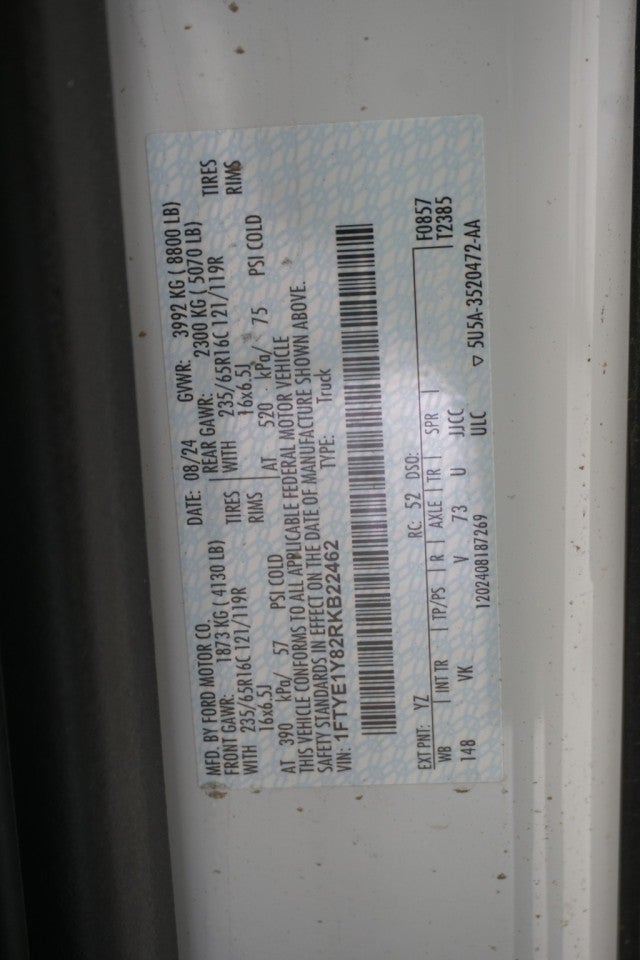 MFD. BY FORD MOTOR CO. DATE: 08/24 GVWR: 3992 KG ( 8800 LB)
FRONT GAWR: 1873 KG ( 4130 LB) REAR GAWR: 2300 KG ( 5070 LB)
WITH 235/65R16C 121/119R TIRES WITH 235/65R16C 121/119R TIRES
16x6.5J RIMS 16x6.5J RIMS
AT 390 kPa/ 57 PSI COLD AT 520 kPa/ 75 PSI COLD
THIS VEHICLE CONFORMS TO ALL APPLICABLE FEDERAL MOTOR VEHICLE
SAFETY STANDARDS IN EFFECT ON THE DATE OF MANUFACTURE SHOWN ABOVE.
VIN: 1FTYE1Y82RKB22462 TYPE: Truck
EXT PNT: YZ RC: 52 DSO: F0857
WB INT TR TP/PS R AXLE TR SPR T2385
148 VK V 73 U JJCC
1202408187269 ULC ▽ 5U5A-3520472-AA